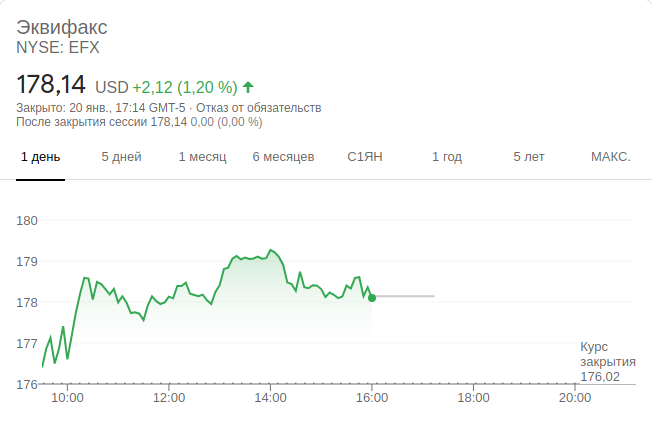 Эквифакс
NYSE: EFX
178,14 USD +2,12 (1,20 %)
Закрыто: 20 янв., 17:14 GMT-5 · Отказ от обязательств
После закрытия сессии 178,14 0,00 (0,00 %)
1 день 5 дней 1 месяц 6 месяцев С1ЯН 1 год 5 лет МАКС.
180
179
178
177
Курс
закрытия
176,02
176
10:00 12:00 14:00 16:00 18:00 20:00